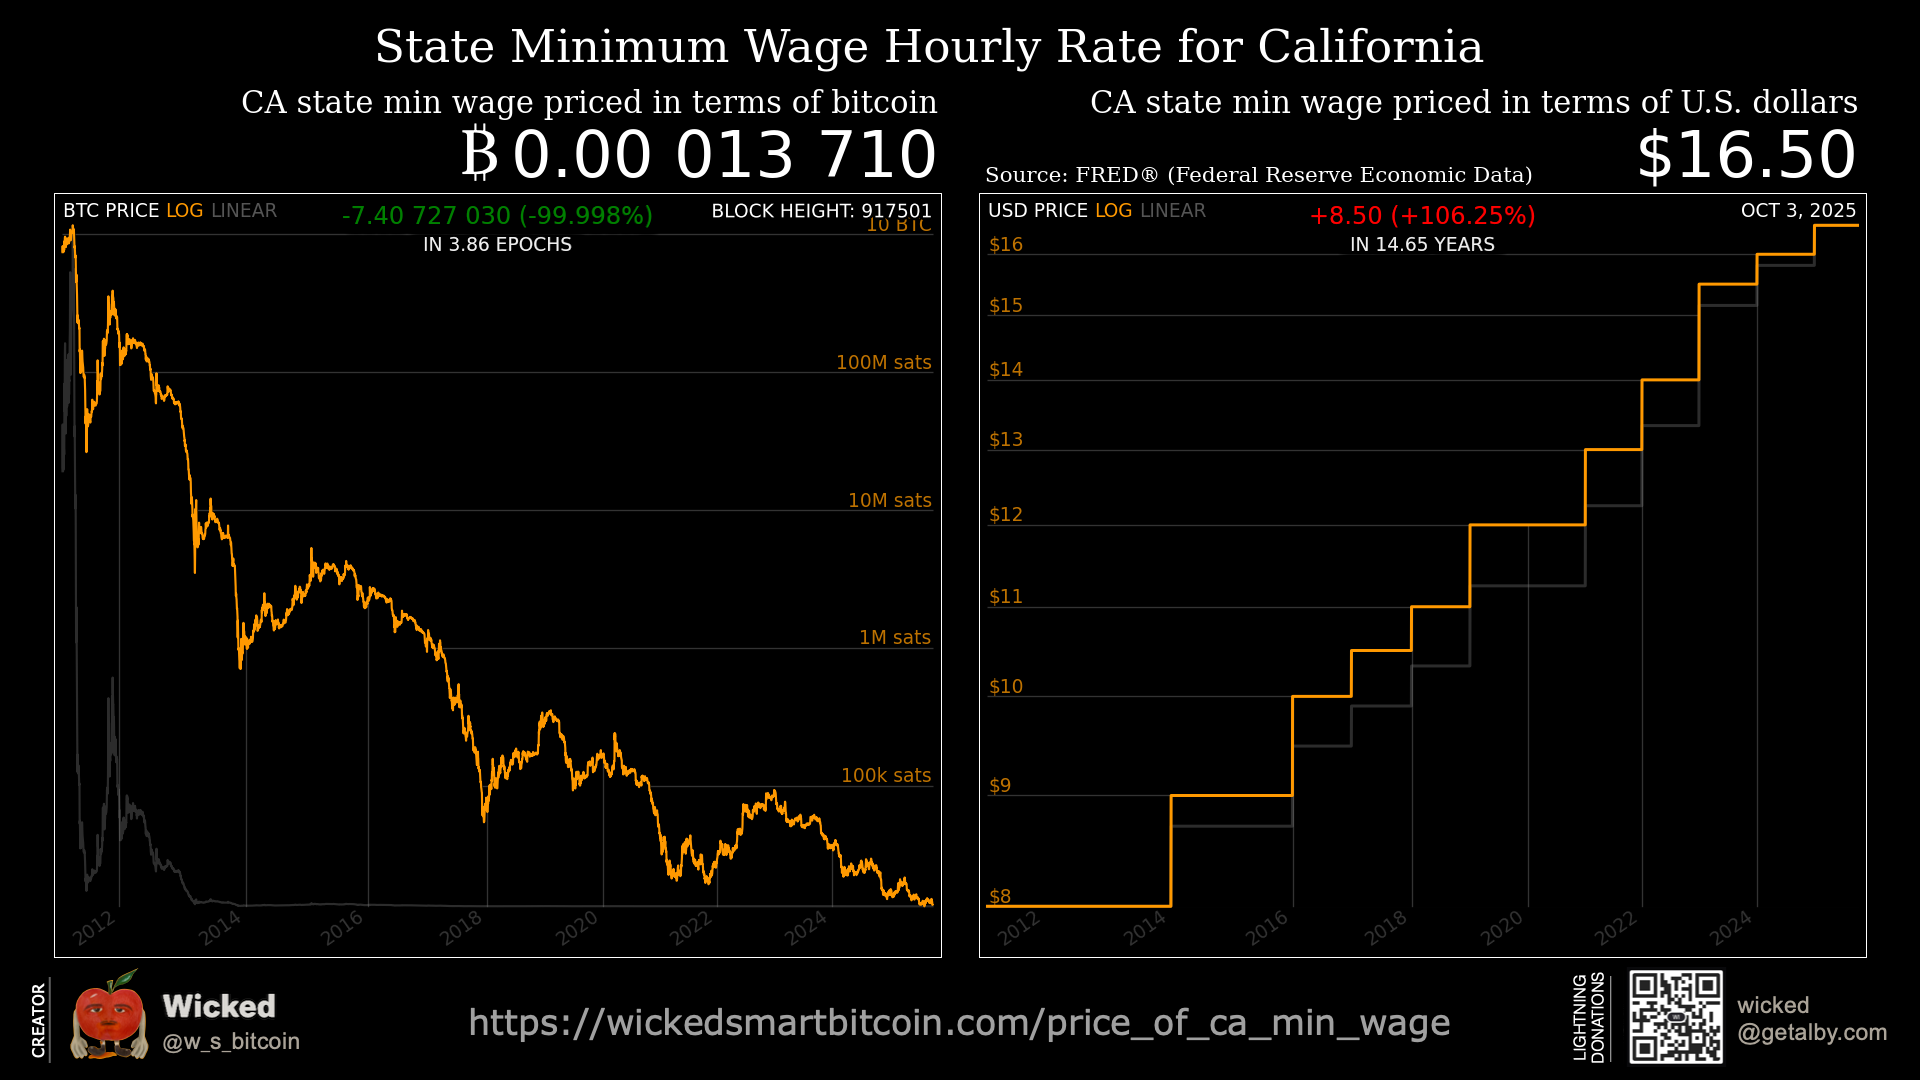 State Minimum Wage Hourly Rate for California
CA state min wage priced in terms of bitcoin
₿ 0.00 013 710
BTC PRICE LOG LINEAR
-7.40 727 030 (-99.998%)
IN 3.86 EPOCHS
BLOCK HEIGHT: 917501
10 BTC
100M sats
10M sats
1M sats
100k sats
2012
2014
2016
2018
2020
2022
2024
CA state min wage priced in terms of U.S. dollars
$16.50
Source: FRED® (Federal Reserve Economic Data)
USD PRICE LOG LINEAR
+8.50 (+106.25%)
IN 14.65 YEARS
OCT 3, 2025
$16
$15
$14
$13
$12
$11
$10
$9
$8
2012
2014
2016
2018
2020
2022
2024
CREATOR
Wicked
@w_s_bitcoin
https://wickedsmartbitcoin.com/price_of_ca_min_wage
LIGHTNING
DONATIONS
wicked
@getalby.com